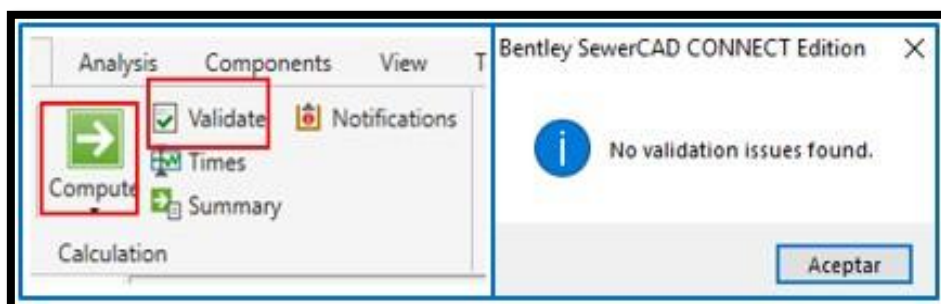 Analysis Components View T
Validate Notifications
Times
Compute
Summary
Calculation
Bentley SewerCAD CONNECT Edition
No validation issues found.
Aceptar